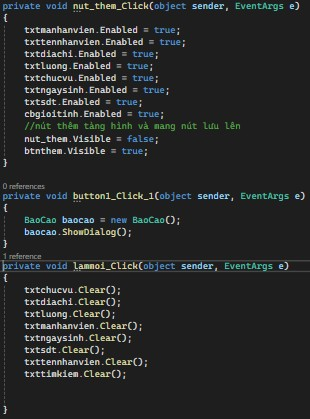 private void nut_them_Click(object sender, EventArgs e)
{
txtmanhanvien.Enabled = true;
txttennhanvien.Enabled = true;
txtdiachi.Enabled = true;
txtluong.Enabled = true;
txtchucvu.Enabled = true;
txtngaysinh.Enabled = true;
txtsdt.Enabled = true;
cbgioitinh.Enabled = true;
//nút thêm tàng hình và mang nút lưu lên
nut_them.Visible = false;
btnthem.Visible = true;
}
0 references
private void button1_Click_1(object sender, EventArgs e)
{
BaoCao baocao = new BaoCao();
baocao.ShowDialog();
}
1 reference
private void lammoi_Click(object sender, EventArgs e)
{
txtchucvu.Clear();
txtdiachi.Clear();
txtluong.Clear();
txtmanhanvien.Clear();
txtngaysinh.Clear();
txtsdt.Clear();
txttennhanvien.Clear();
txttimkiem.Clear();
}